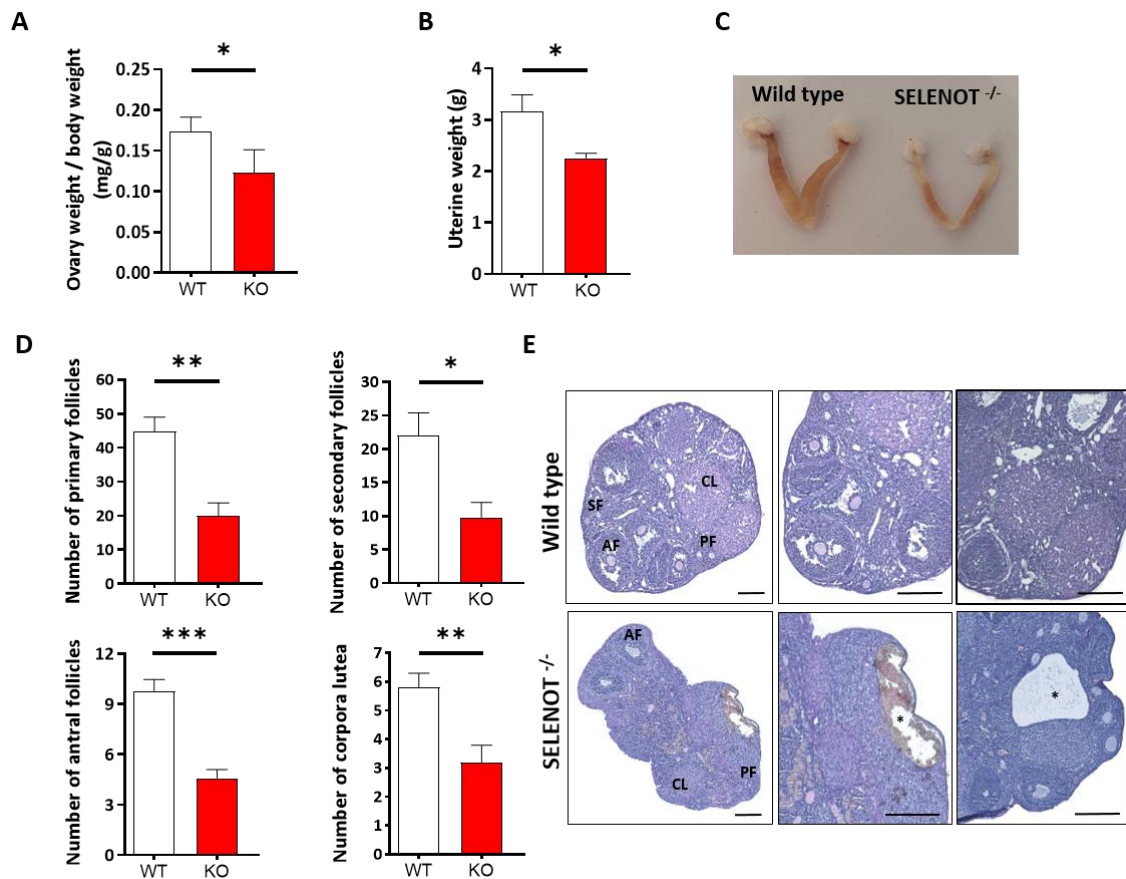 A
Ovary weight / body weight
(mg/g)
0.25
0.20
0.15
0.10
0.05
0.00
*
WT KO
B
Uterine weight (g)
4
3
2
1
0
*
WT KO
C
Wild type SELENOT -/-
D
Number of primary follicles
60
50
40
30
20
10
0
**
WT KO
Number of secondary follicles
30
25
20
15
10
5
0
*
WT KO
Number of antral follicles
12
9
6
3
0
***
WT KO
Number of corpora lutea
7
6
5
4
3
2
1
0
**
WT KO
E
Wild type
CL
SF
AF
PF
SELENOT -/-
AF
CL
PF
*
*